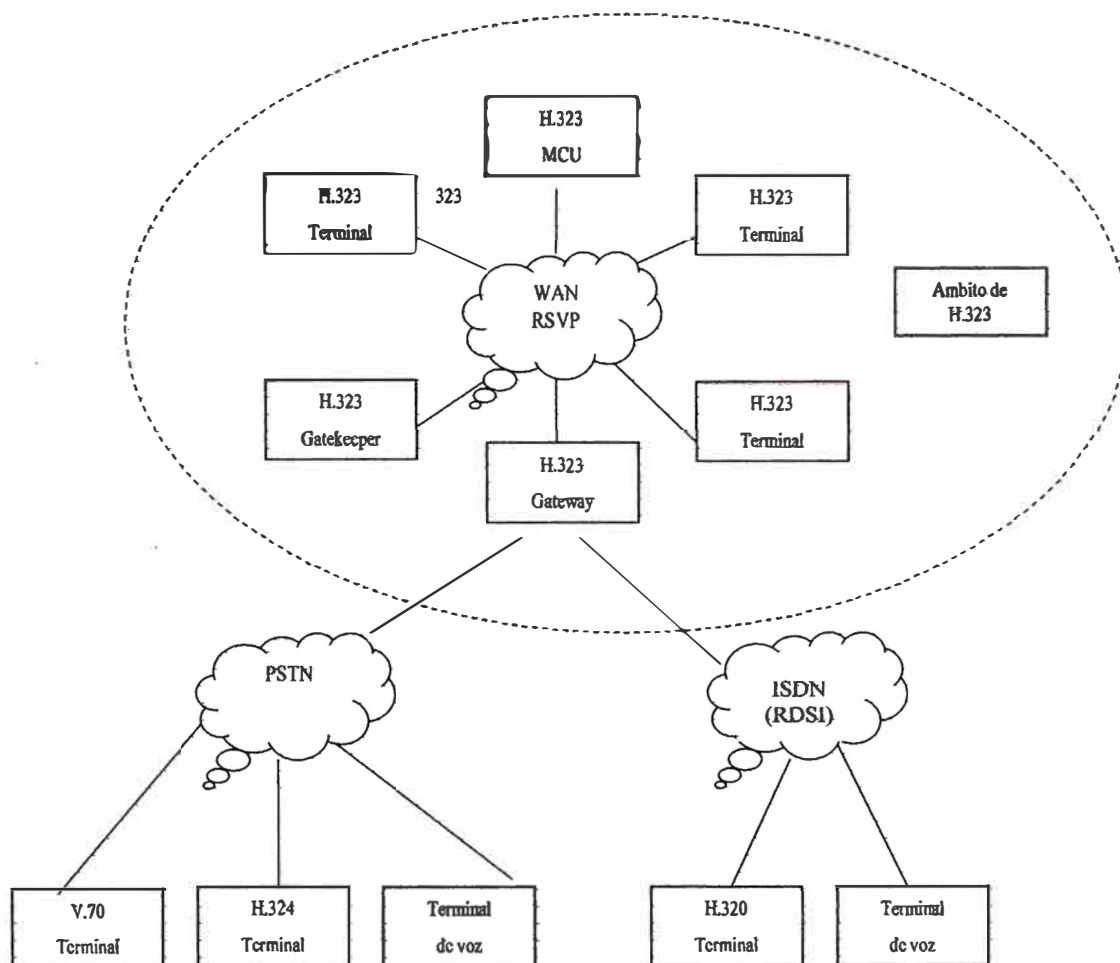 H.323
MCU
H.323
Terminal
323
H.323
Terminal
WAN
RSVP
Ambito de
H.323
H.323
Gatekeeper
H.323
Terminal
H.323
Gateway
PSTN
ISDN
(RDSI)
V.70
Terminal
H.324
Terminal
Terminal
de voz
H.320
Terminal
Terminal
de voz